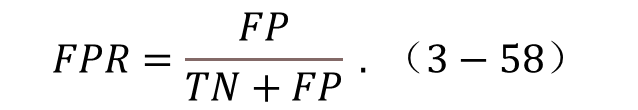 FPR = FP / TN + FP . （3 − 58）